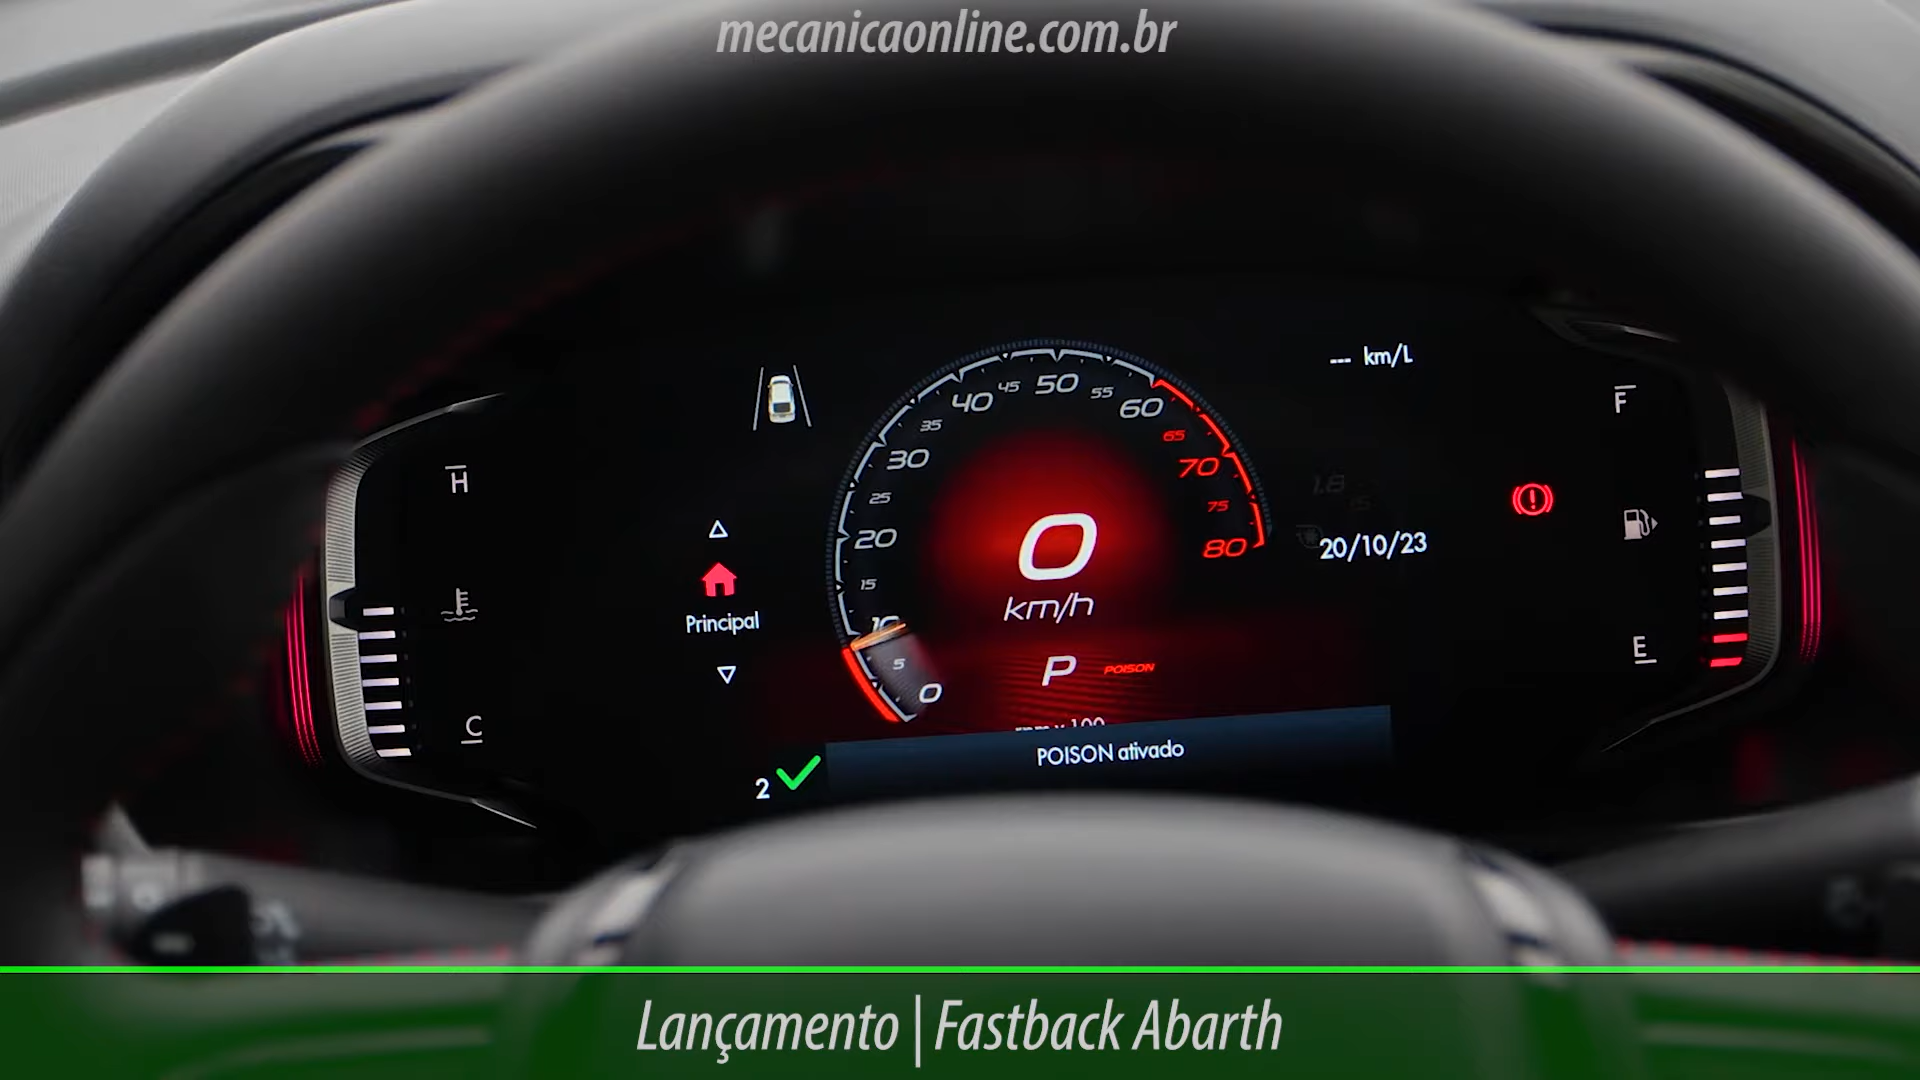 mecanicaonline.com.br
--- km/L
H
F
45 50 55
40 60
35 65
30 70
25 75
20 80
15
10
5
0
0
km/h
20/10/23
Principal
E
C
P POISON
POISON ativado
2
Lançamento | Fastback Abarth